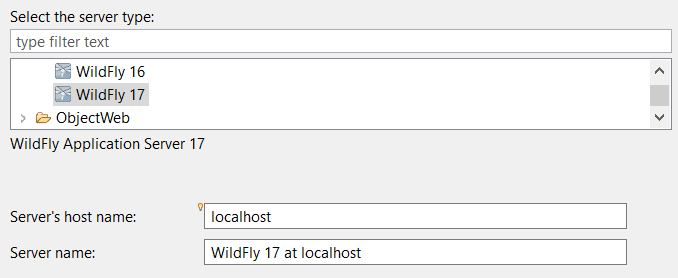 Select the server type:
type filter text
WildFly 16
WildFly 17
ObjectWeb
WildFly Application Server 17
Server's host name: localhost
Server name: WildFly 17 at localhost